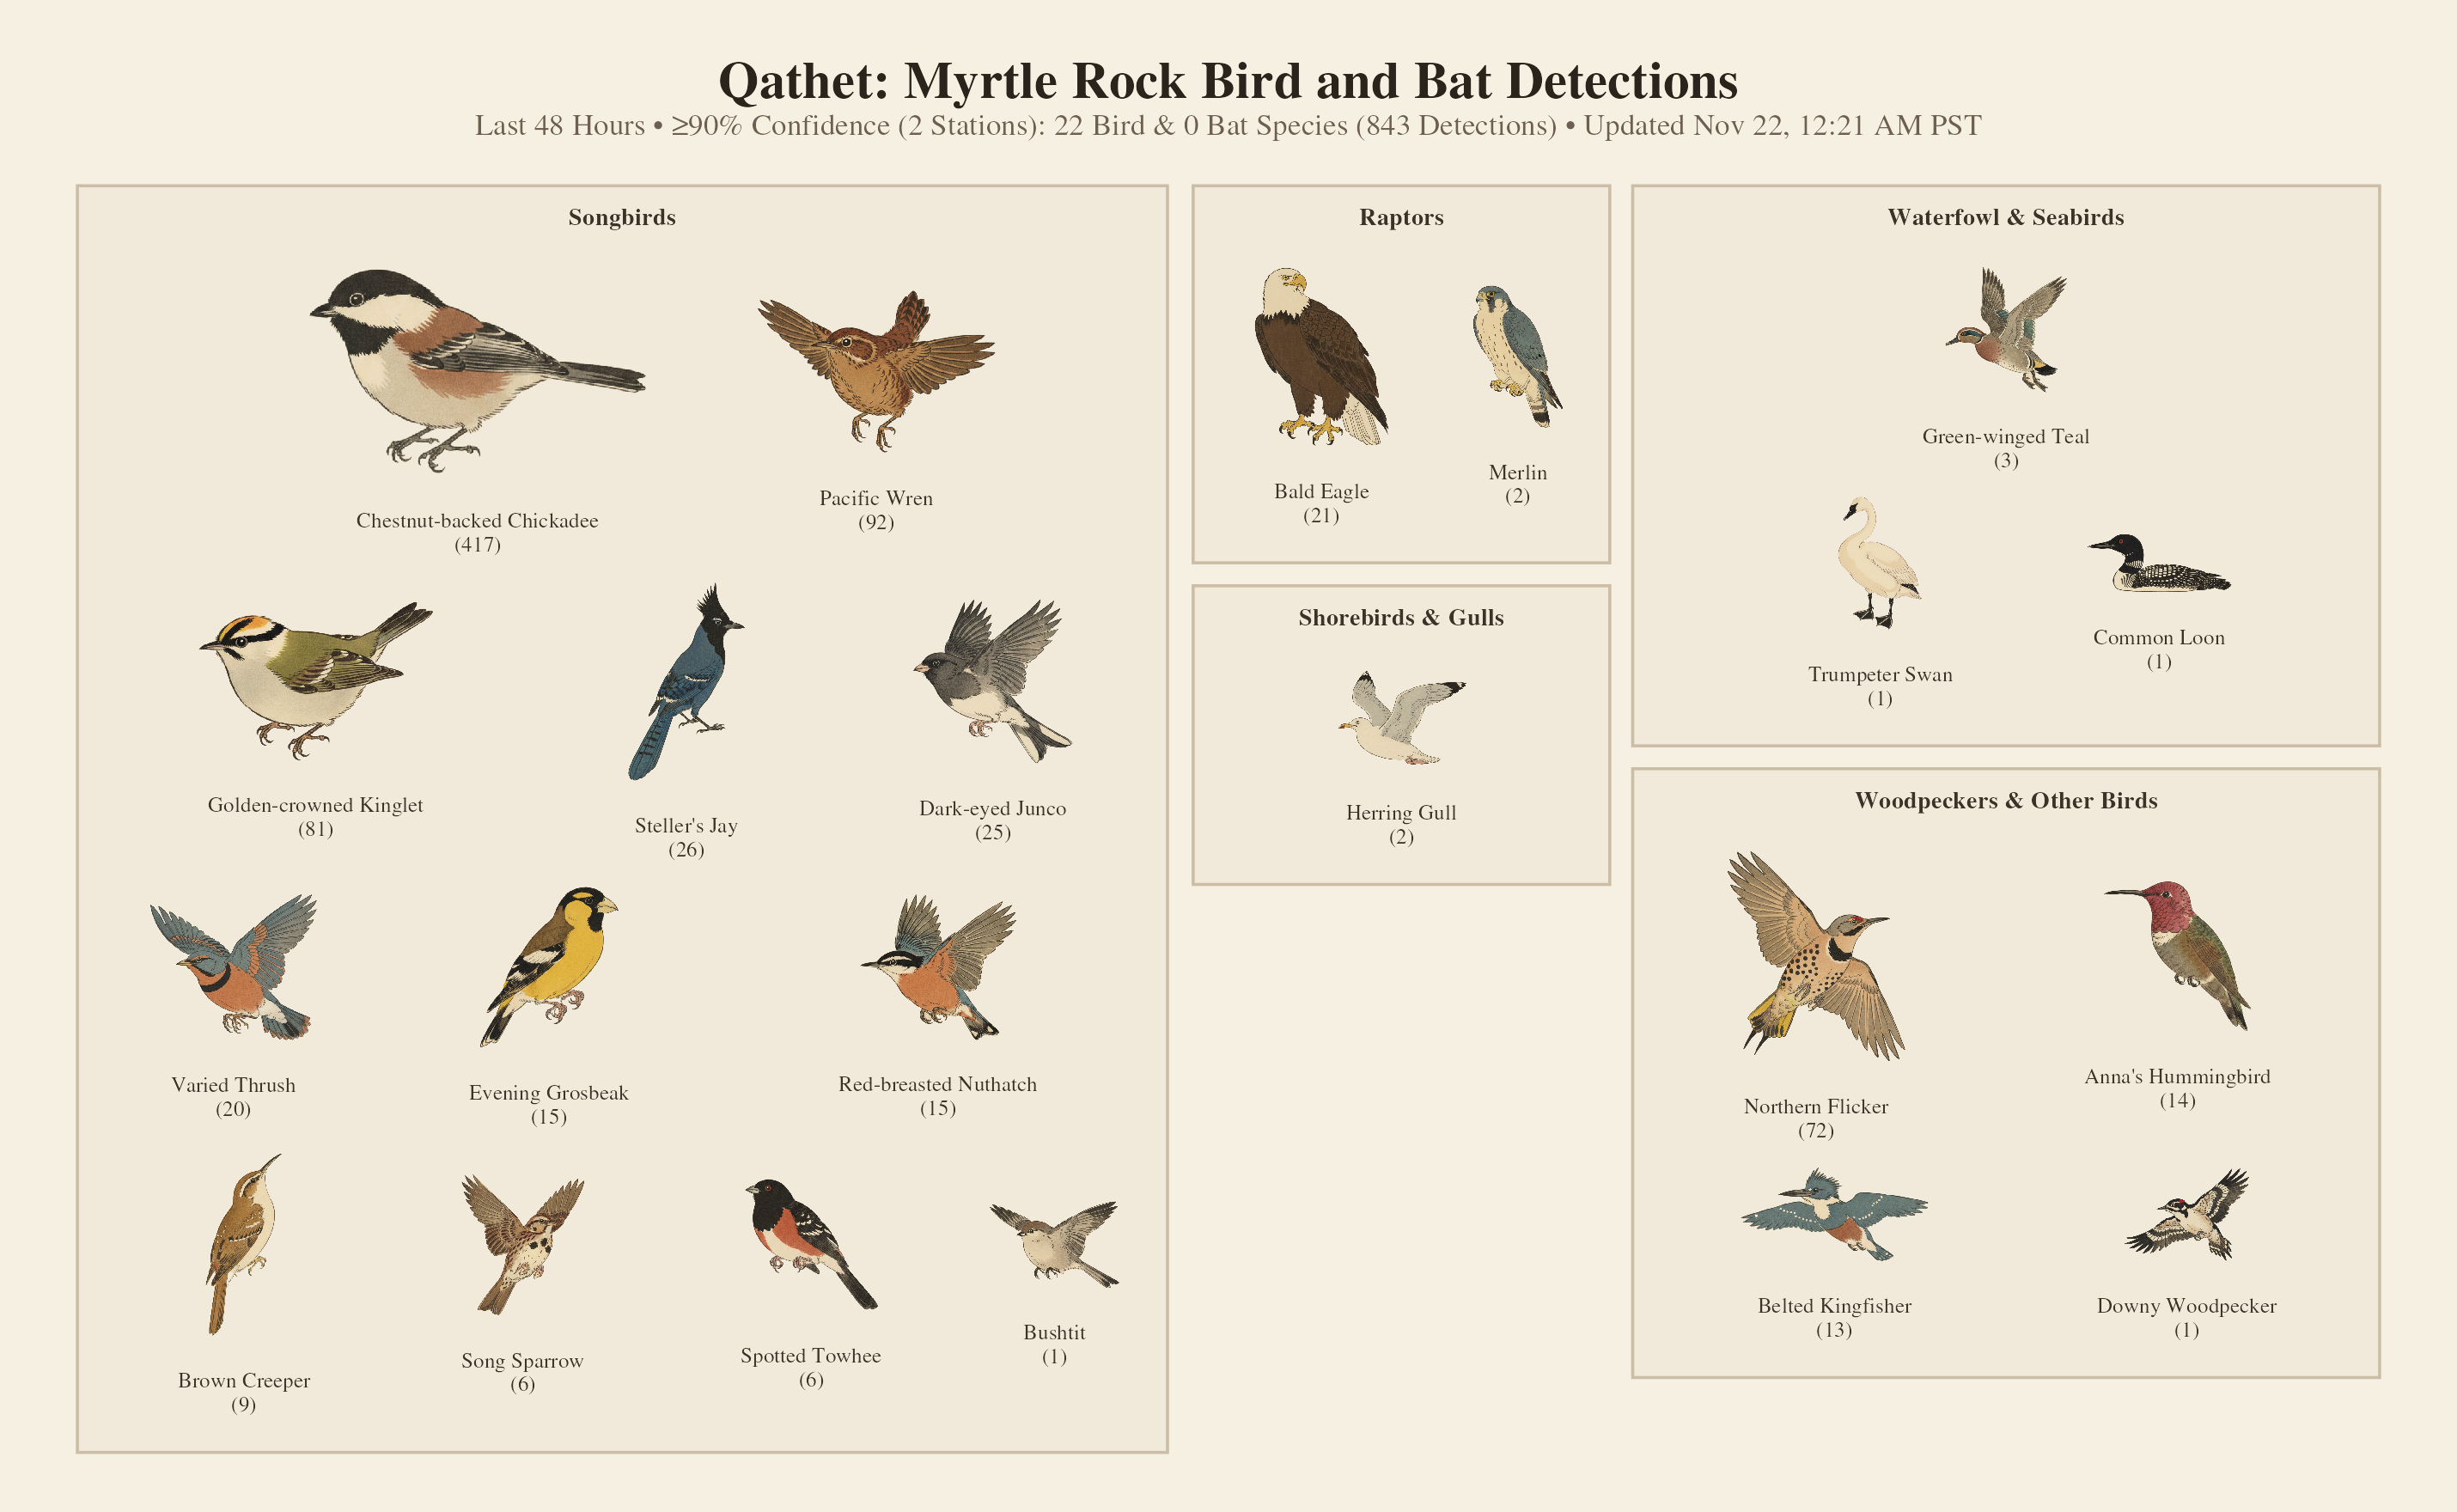 Qathet: Myrtle Rock Bird and Bat Detections
Last 48 Hours • ≥90% Confidence (2 Stations): 22 Bird & 0 Bat Species (843 Detections) • Updated Nov 22, 12:21 AM PST
Songbirds
Chestnut-backed Chickadee
(417)
Pacific Wren
(92)
Golden-crowned Kinglet
(81)
Steller's Jay
(26)
Dark-eyed Junco
(25)
Varied Thrush
(20)
Evening Grosbeak
(15)
Red-breasted Nuthatch
(15)
Brown Creeper
(9)
Song Sparrow
(6)
Spotted Towhee
(6)
Bushtit
(1)
Raptors
Bald Eagle
(21)
Merlin
(2)
Shorebirds & Gulls
Herring Gull
(2)
Waterfowl & Seabirds
Green-winged Teal
(3)
Trumpeter Swan
(1)
Common Loon
(1)
Woodpeckers & Other Birds
Northern Flicker
(72)
Anna's Hummingbird
(14)
Belted Kingfisher
(13)
Downy Woodpecker
(1)